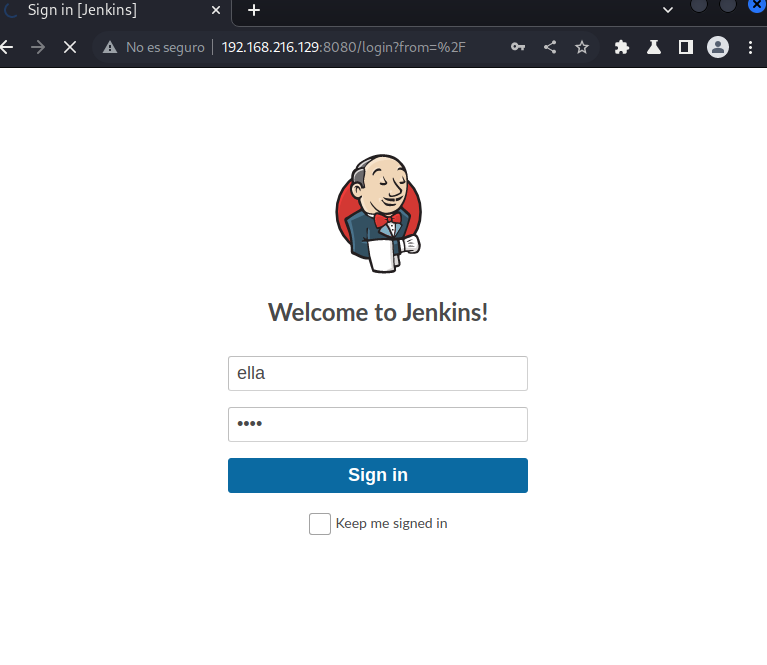 Sign in [Jenkins]
No es seguro 192.168.216.129:8080/login?from=%2F
Welcome to Jenkins!
ella
••••
Sign in
Keep me signed in